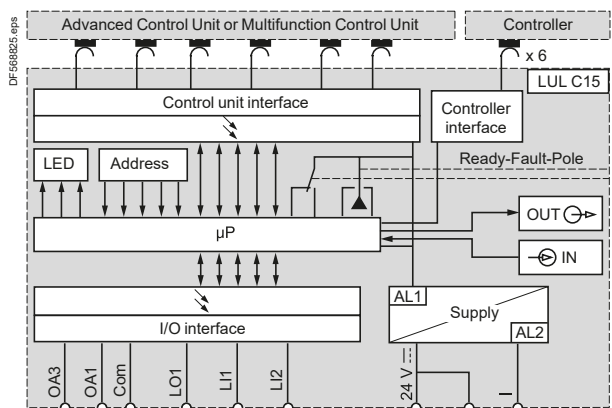 Advanced Control Unit or Multifunction Control Unit
Controller
DF568825.eps
x 6
LUL C15
Control unit interface
Controller
interface
LED
Address
Ready-Fault-Pole
µP
OUT
IN
I/O interface
AL1
Supply
AL2
OA3
OA1
Com
LO1
LI1
LI2
24 V